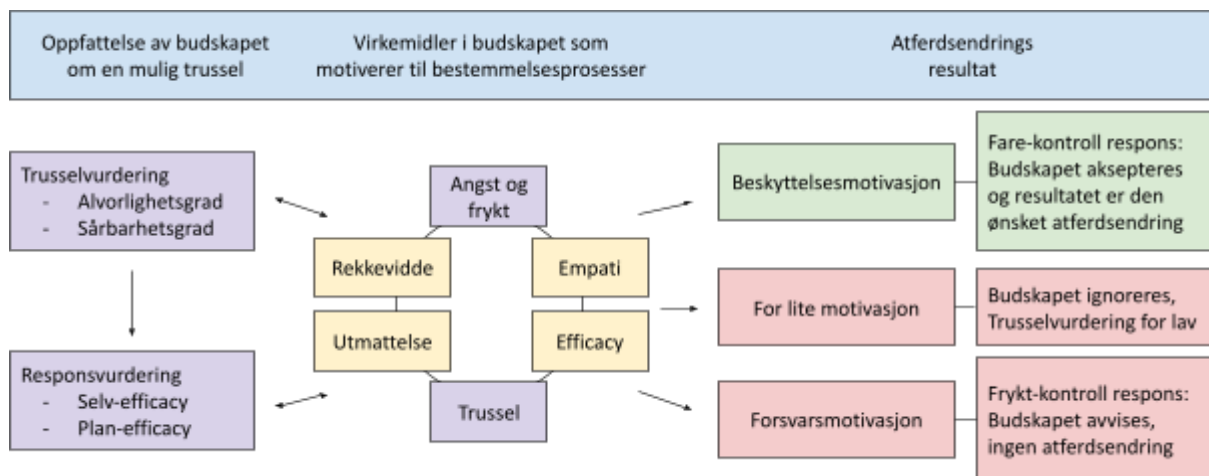 Oppfattelse av budskapet
om en mulig trussel
Virkemidler i budskapet som
motiverer til bestemmelsesprosesser
Atferdsendrings
resultat
Trusselvurdering
- Alvorlighetsgrad
- Sårbarhetsgrad
Responsvurdering
- Selv-efficacy
- Plan-efficacy
Angst og
frykt
Rekkevidde
Empati
Utmattelse
Efficacy
Trussel
Beskyttelsesmotivasjon
Fare-kontroll respons:
Budskapet aksepteres
og resultatet er den
ønsket atferdsendring
For lite motivasjon
Budskapet ignoreres,
Trusselvurdering for lav
Forsvarsmotivasjon
Frykt-kontroll respons:
Budskapet avvises,
ingen atferdsendring